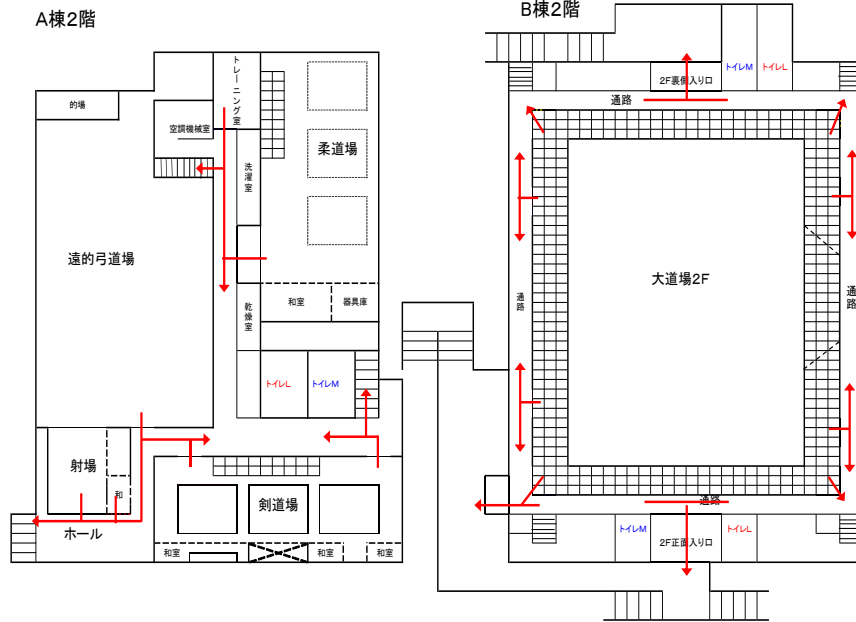 A棟2階
トレーニング室
的場
空調機械室
柔道場
洗濯室
遠的弓道場
和室
器具庫
乾燥室
トイレL
トイレM
射場
和
ホール
剣道場
和室
和室
和室
B棟2階
トイレM
トイレL
2F裏側入り口
通路
大道場2F
通路
通路
通路
トイレM
トイレL
2F正面入り口